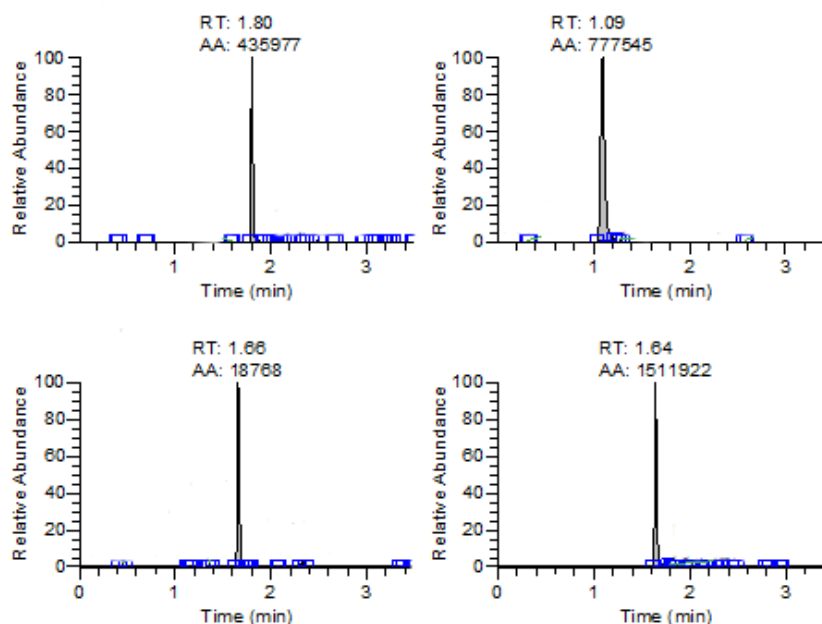 RT: 1.80
AA: 435977
100
80
60
40
20
0
Relative Abundance
1
2
3
Time (min)
RT: 1.09
AA: 777545
100
80
60
40
20
0
Relative Abundance
0
1
2
3
Time (min)
RT: 1.66
AA: 18768
100
80
60
40
20
0
Relative Abundance
0
1
2
3
Time (min)
RT: 1.64
AA: 1511922
100
80
60
40
20
0
Relative Abundance
0
1
2
3
Time (min)